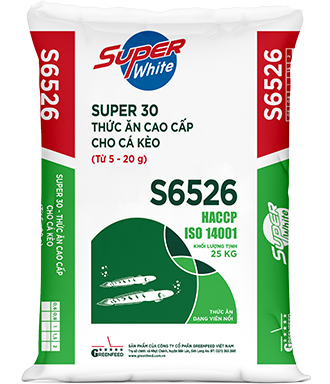 SUPER
White
S6526
S6526
SUPER 30
THỨC ĂN CAO CẤP
CHO CÁ KÈO
(Từ 5 - 20 g)
S6526
HACCP
ISO 14001
KHỐI LƯỢNG TỊNH
25 KG
SUPER 30 -
THỨC ĂN CAO CẤP
CHO CÁ KÈO
SUPER
White
THỨC ĂN
DẠNG VIÊN NỔI
GREENFEED
SẢN PHẨM CỦA CÔNG TY CỔ PHẦN GREENFEED VIỆT NAM